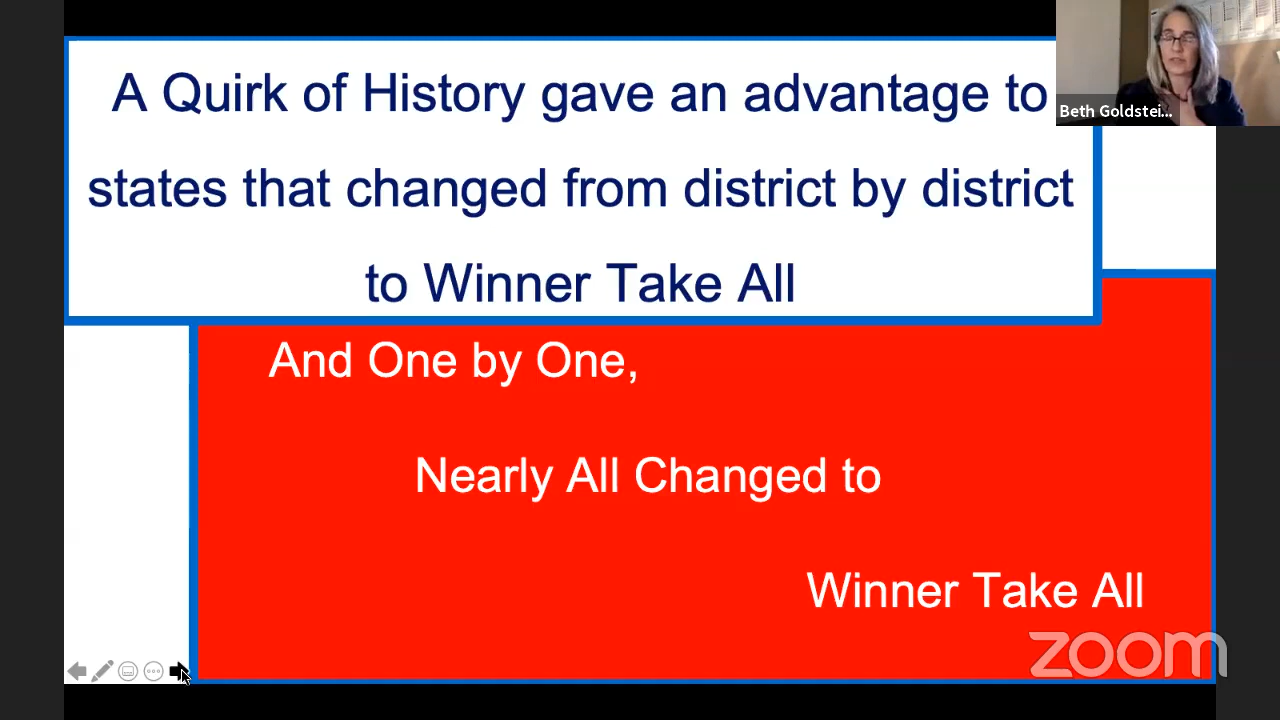 A Quirk of History gave an advantage to
states that changed from district by district
to Winner Take All
Beth Goldstei...
And One by One,
Nearly All Changed to
Winner Take All
zoom